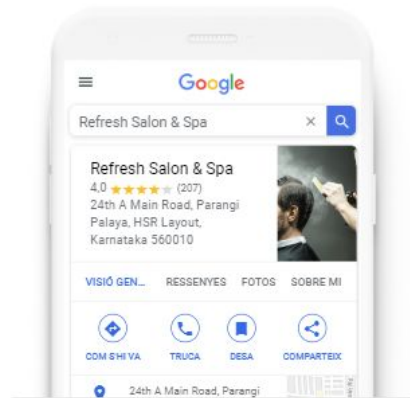 Google
Refresh Salon & Spa
Refresh Salon & Spa
4,0 (207)
24th A Main Road, Parangi
Palaya, HSR Layout,
Karnataka 560010
VISIÓ GEN... RESSENYES FOTOS SOBRE MI
COM S'HI VA TRUCA DESA COMPARTEIX
24th A Main Road, Parangi